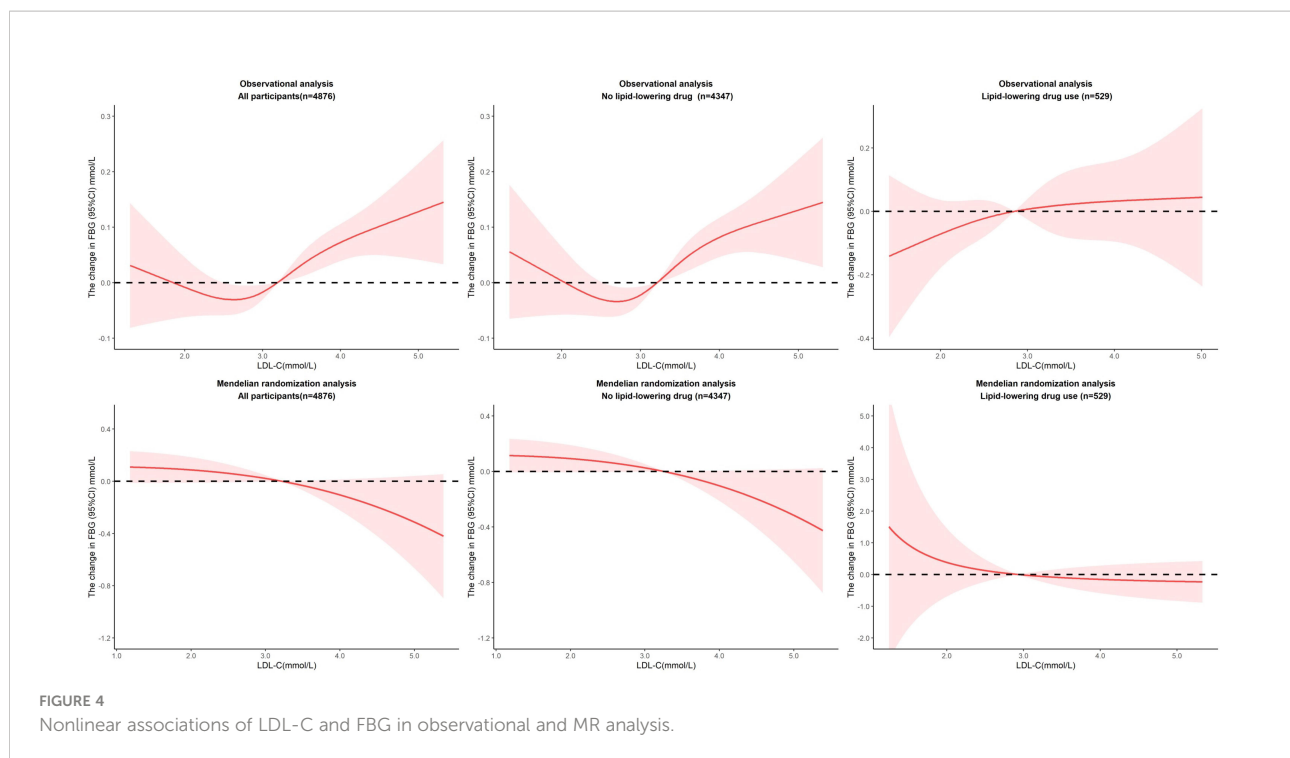 Observational analysis
All participants(n=4876)
The change in FBG (95%CI) mmol/L
0.3
0.2
0.1
0.0
-0.1
2.0 3.0 4.0 5.0
LDL-C(mmol/L)
Observational analysis
No lipid-lowering drug (n=4347)
The change in FBG (95%CI) mmol/L
0.3
0.2
0.1
0.0
-0.1
2.0 3.0 4.0 5.0
LDL-C(mmol/L)
Observational analysis
Lipid-lowering drug use (n=529)
The change in FBG (95%CI) mmol/L
0.2
0.0
-0.2
-0.4
2.0 3.0 4.0 5.0
LDL-C(mmol/L)
Mendelian randomization analysis
All participants(n=4876)
The change in FBG (95%CI) mmol/L
0.4
0.0
-0.4
-0.8
-1.2
1.0 2.0 3.0 4.0 5.0
LDL-C(mmol/L)
Mendelian randomization analysis
No lipid-lowering drug (n=4347)
The change in FBG (95%CI) mmol/L
0.4
0.0
-0.4
-0.8
-1.2
1.0 2.0 3.0 4.0 5.0
LDL-C(mmol/L)
Mendelian randomization analysis
Lipid-lowering drug use (n=529)
The change in FBG (95%CI) mmol/L
5.0
4.0
3.0
2.0
1.0
0.0
-1.0
-2.0
2.0 3.0 4.0 5.0
LDL-C(mmol/L)
FIGURE 4
Nonlinear associations of LDL-C and FBG in observational and MR analysis.